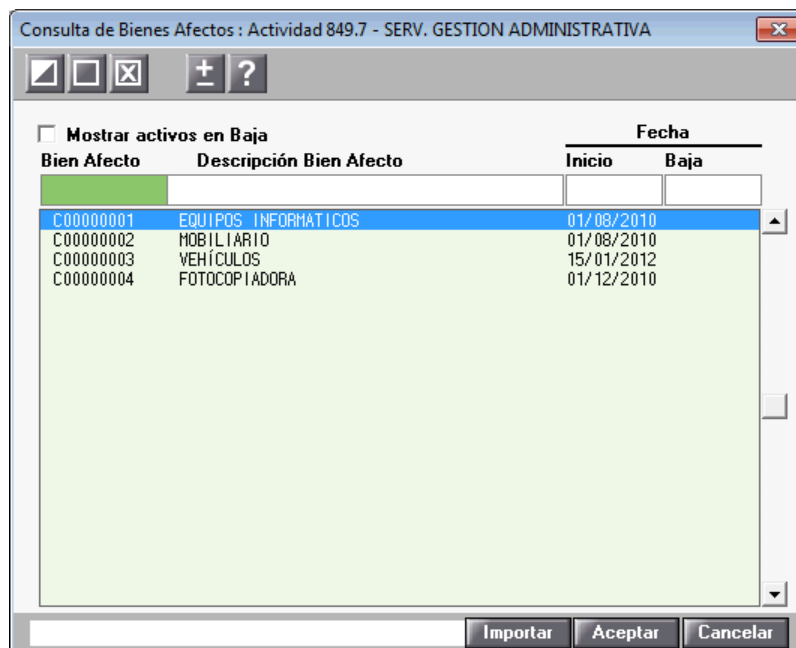 Consulta de Bienes Afectos : Actividad 849.7 - SERV. GESTION ADMINISTRATIVA
Mostrar activos en Baja
Fecha
Bien Afecto Descripción Bien Afecto Inicio Baja
C00000001 EQUIPOS INFORMATICOS 01/08/2010
C00000002 MOBILIARIO 01/08/2010
C00000003 VEHÍCULOS 15/01/2012
C00000004 FOTOCOPIADORA 01/12/2010
Importar Aceptar Cancelar